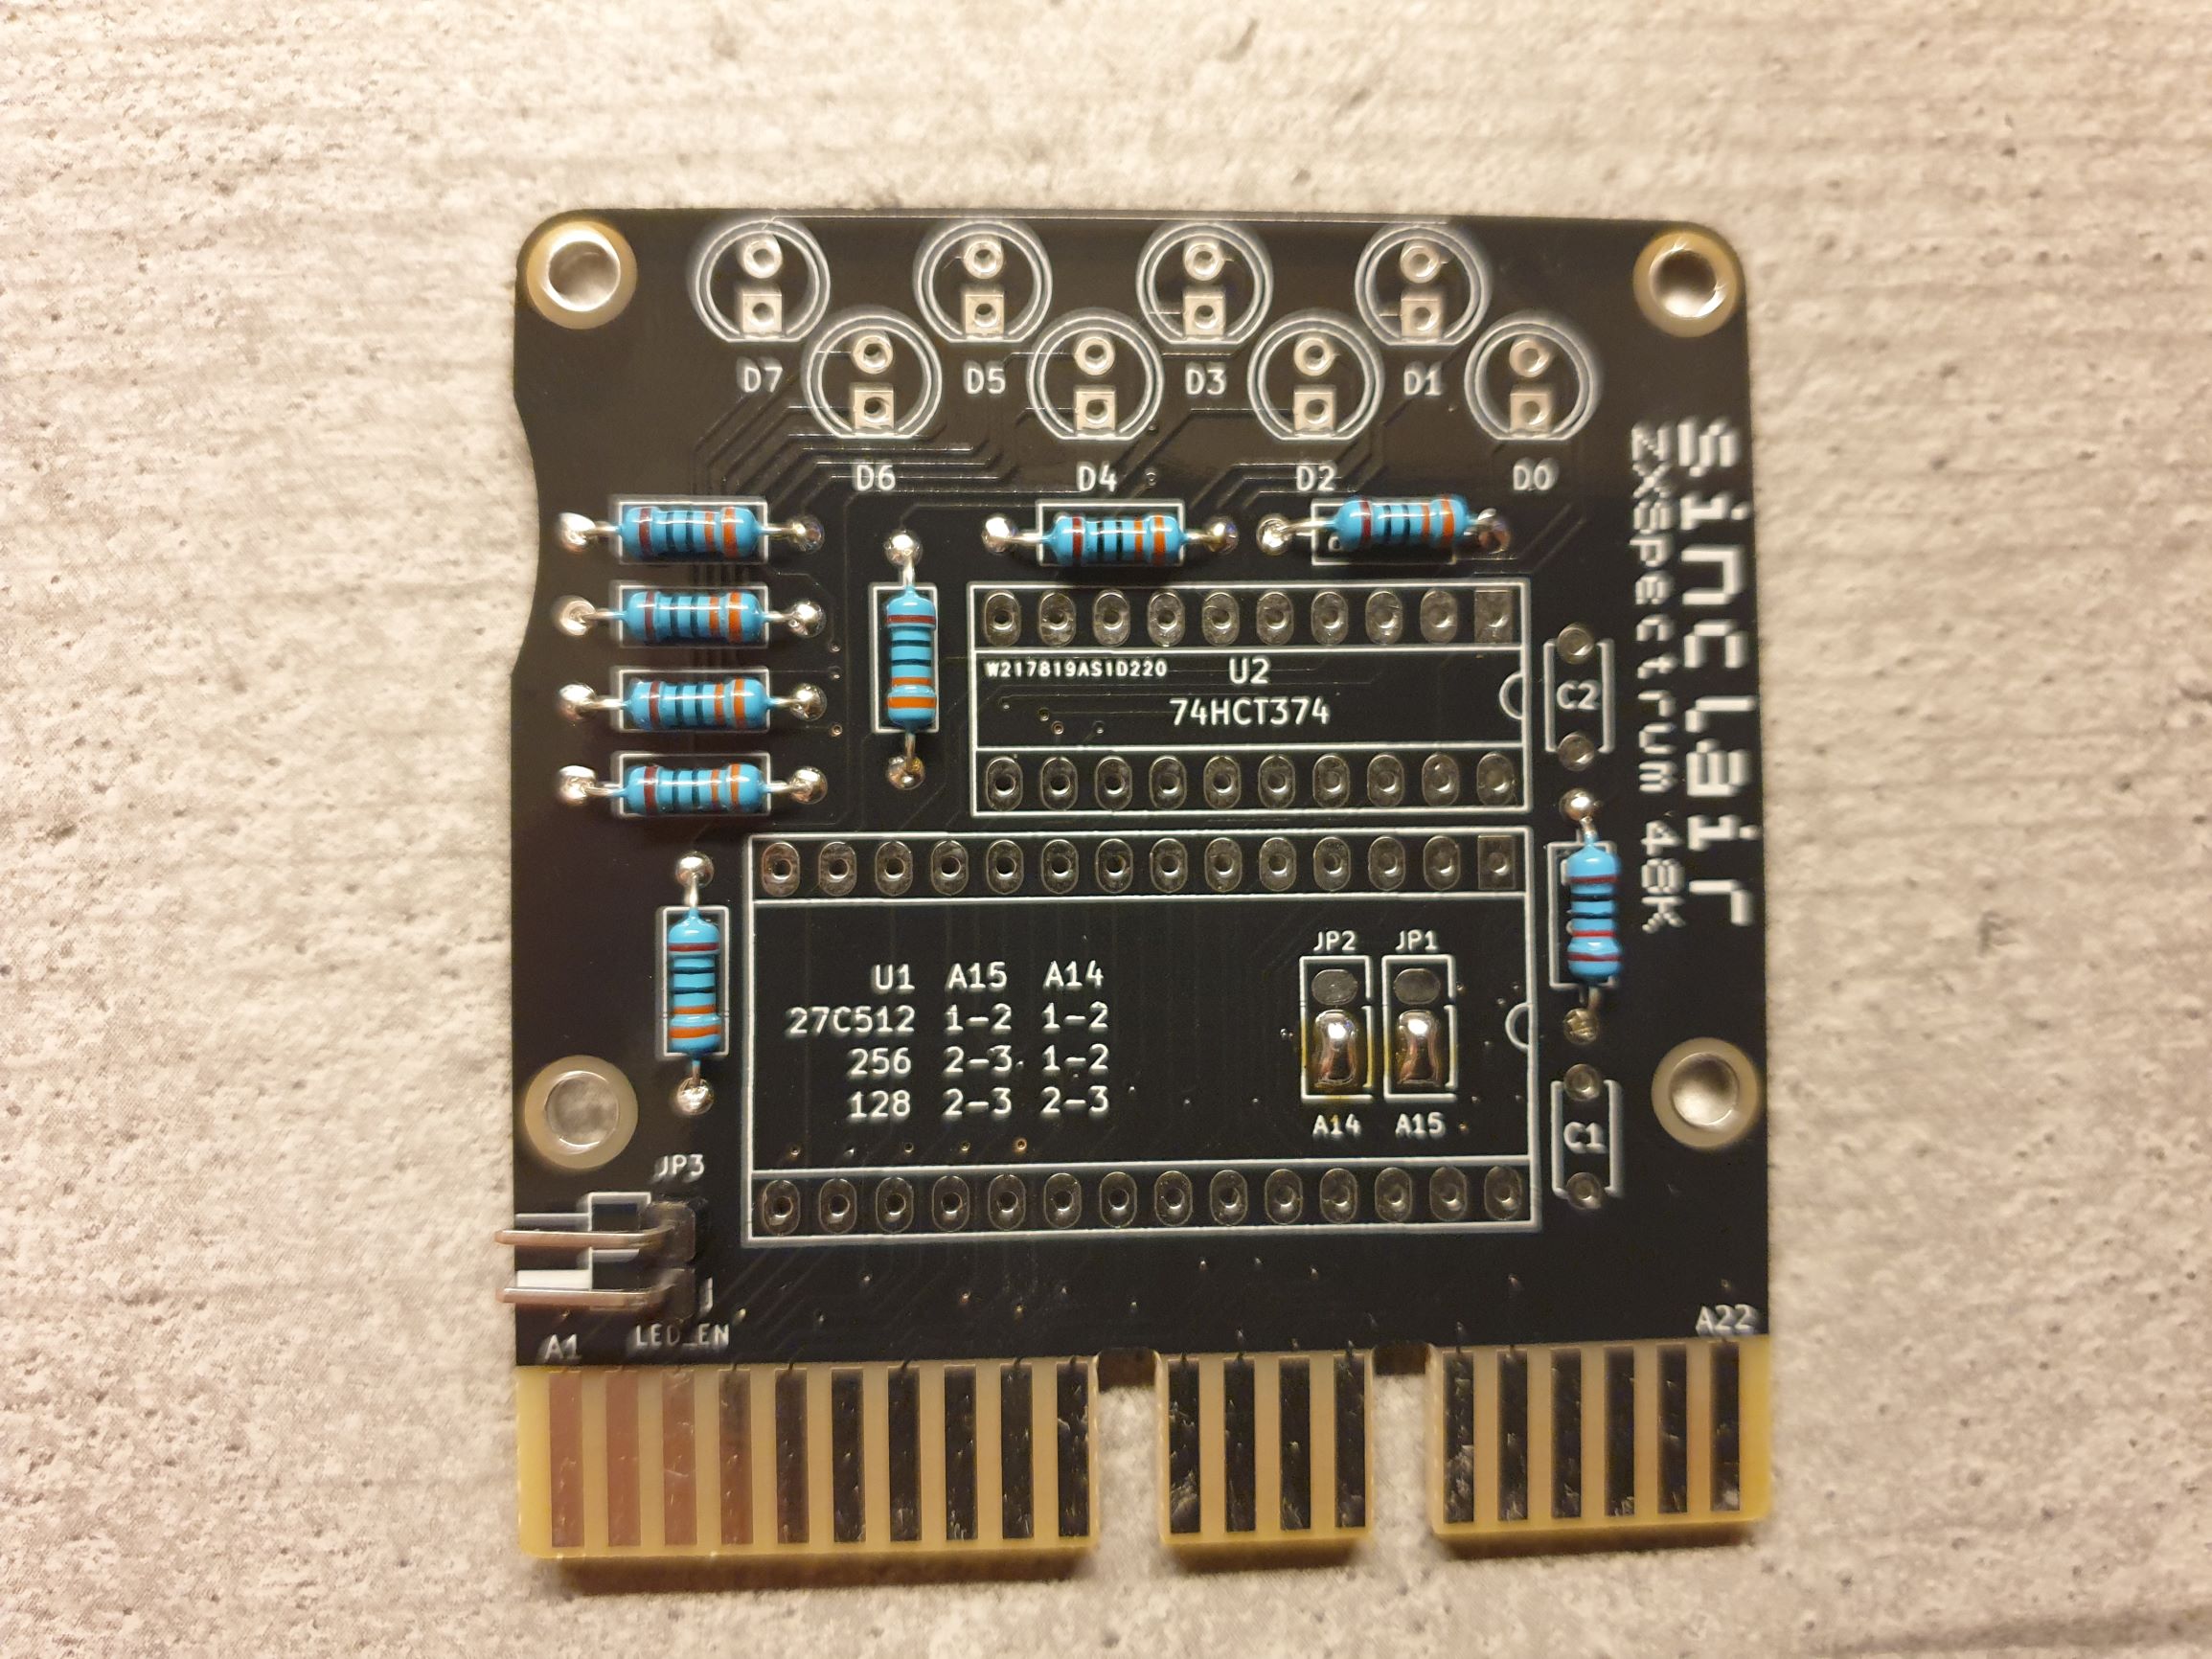 D7 D5 D3 D1
D6 D4 D2 D0
sinclair
ZXSpectrum 48K
W217819AS1D220
U2
74HCT374
C2
U1 A15 A14
27C512 1-2 1-2
256 2-3 1-2
128 2-3 2-3
JP2 JP1
A14 A15
C1
JP3
LED_EN
A1
A22